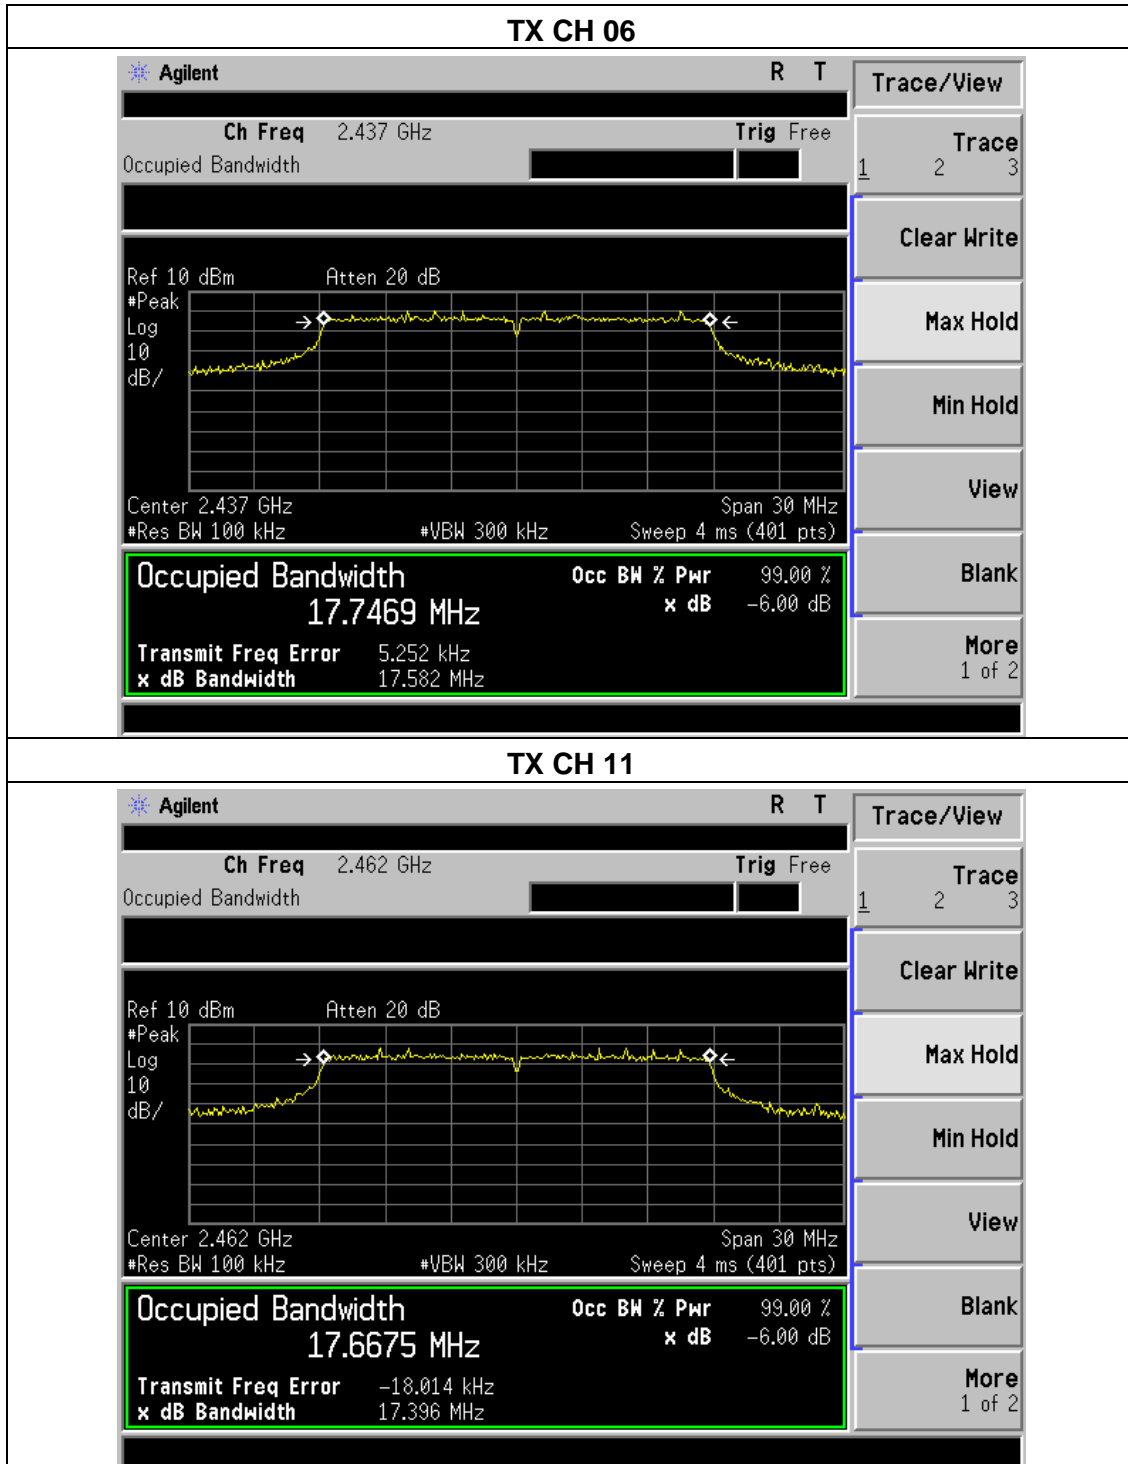 TX CH 06
Agilent R T Trace/View
Ch Freq 2.437 GHz Trig Free
Occupied Bandwidth
Trace
1 2 3
Clear Write
Ref 10 dBm Atten 20 dB
#Peak
Log
10
dB/
Max Hold
Min Hold
View
Center 2.437 GHz Span 30 MHz
#Res BW 100 kHz #VBW 300 kHz Sweep 4 ms (401 pts)
Occupied Bandwidth Occ BW % Pwr 99.00 %
17.7469 MHz x dB -6.00 dB
Blank
Transmit Freq Error 5.252 kHz
x dB Bandwidth 17.582 MHz
More
1 of 2
TX CH 11
Agilent R T Trace/View
Ch Freq 2.462 GHz Trig Free
Occupied Bandwidth
Trace
1 2 3
Clear Write
Ref 10 dBm Atten 20 dB
#Peak
Log
10
dB/
Max Hold
Min Hold
View
Center 2.462 GHz Span 30 MHz
#Res BW 100 kHz #VBW 300 kHz Sweep 4 ms (401 pts)
Occupied Bandwidth Occ BW % Pwr 99.00 %
17.6675 MHz x dB -6.00 dB
Blank
Transmit Freq Error -18.014 kHz
x dB Bandwidth 17.396 MHz
More
1 of 2